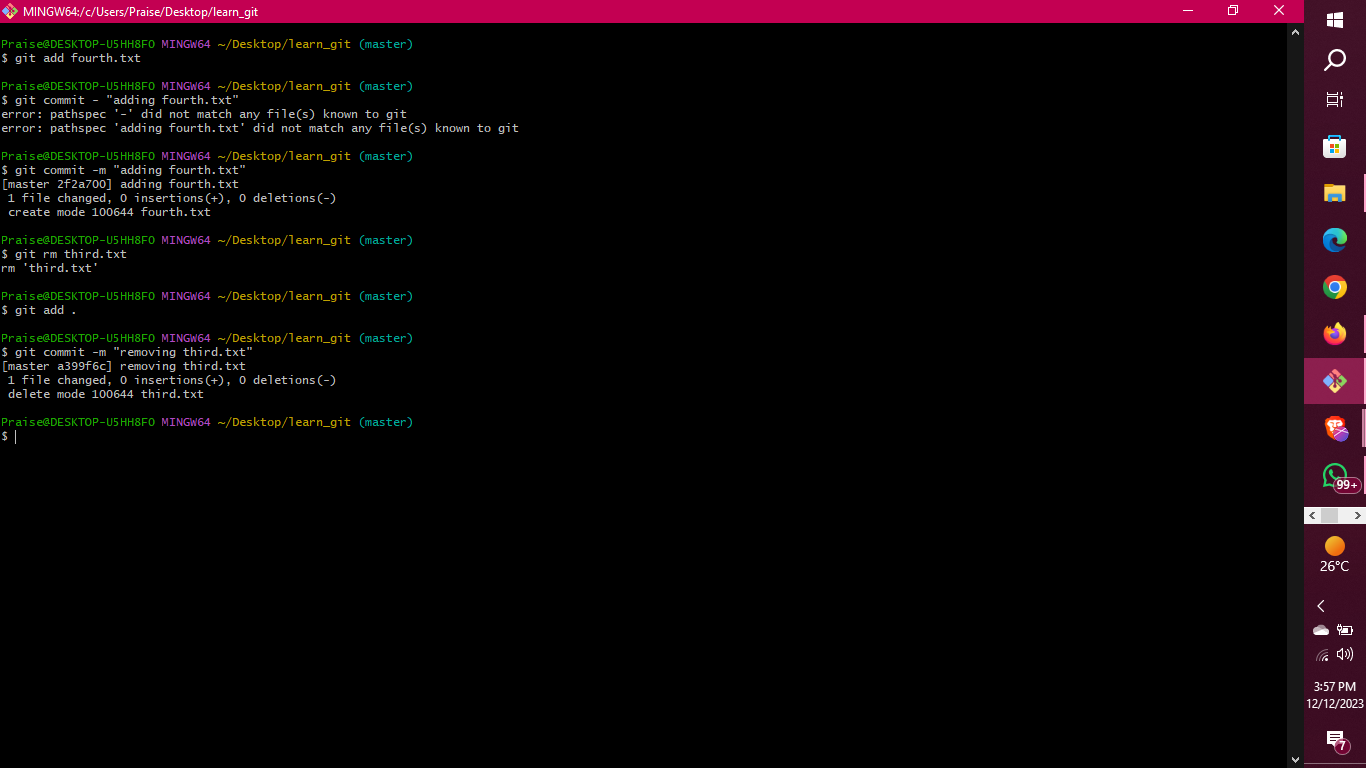 MINGW64:/c/Users/Praise/Desktop/learn_git
Praise@DESKTOP-U5HH8FO MINGW64 ~/Desktop/learn_git (master)
$ git add fourth.txt
Praise@DESKTOP-U5HH8FO MINGW64 ~/Desktop/learn_git (master)
$ git commit - "adding fourth.txt"
error: pathspec '-' did not match any file(s) known to git
error: pathspec 'adding fourth.txt' did not match any file(s) known to git
Praise@DESKTOP-U5HH8FO MINGW64 ~/Desktop/learn_git (master)
$ git commit -m "adding fourth.txt"
[master 2f2a700] adding fourth.txt
 1 file changed, 0 insertions(+), 0 deletions(-)
 create mode 100644 fourth.txt
Praise@DESKTOP-U5HH8FO MINGW64 ~/Desktop/learn_git (master)
$ git rm third.txt
rm 'third.txt'
Praise@DESKTOP-U5HH8FO MINGW64 ~/Desktop/learn_git (master)
$ git add .
Praise@DESKTOP-U5HH8FO MINGW64 ~/Desktop/learn_git (master)
$ git commit -m "removing third.txt"
[master a399f6c] removing third.txt
 1 file changed, 0 insertions(+), 0 deletions(-)
 delete mode 100644 third.txt
Praise@DESKTOP-U5HH8FO MINGW64 ~/Desktop/learn_git (master)
$
99+
26°C
3:57 PM
12/12/2023
7